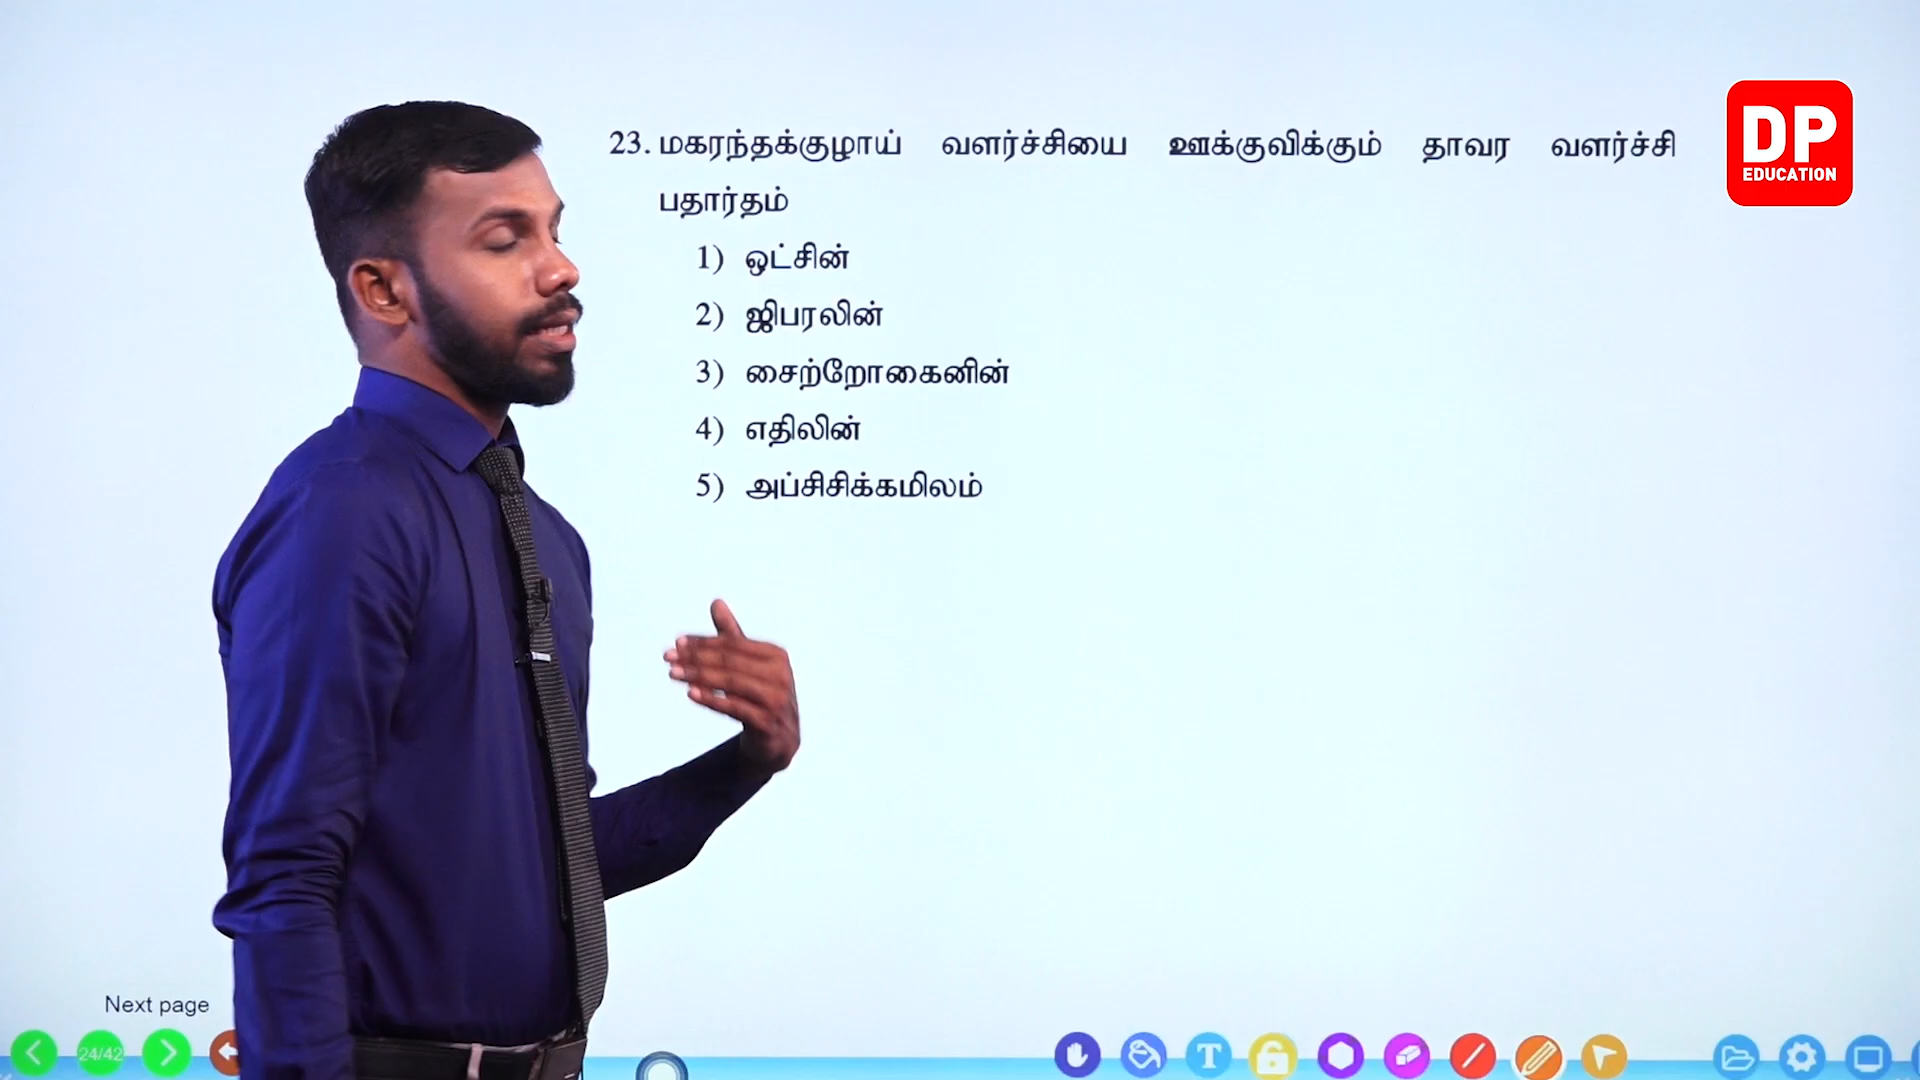 23. மகரந்தக்குழாய் வளர்ச்சியை ஊக்குவிக்கும் தாவர வளர்ச்சி
பதார்தம்
1) ஒட்சின்
2) ஜிபரலின்
3) சைற்றோகைனின்
4) எதிலின்
5) அப்சிசிக்கமிலம்
DP
EDUCATION
Next page
24/42
T